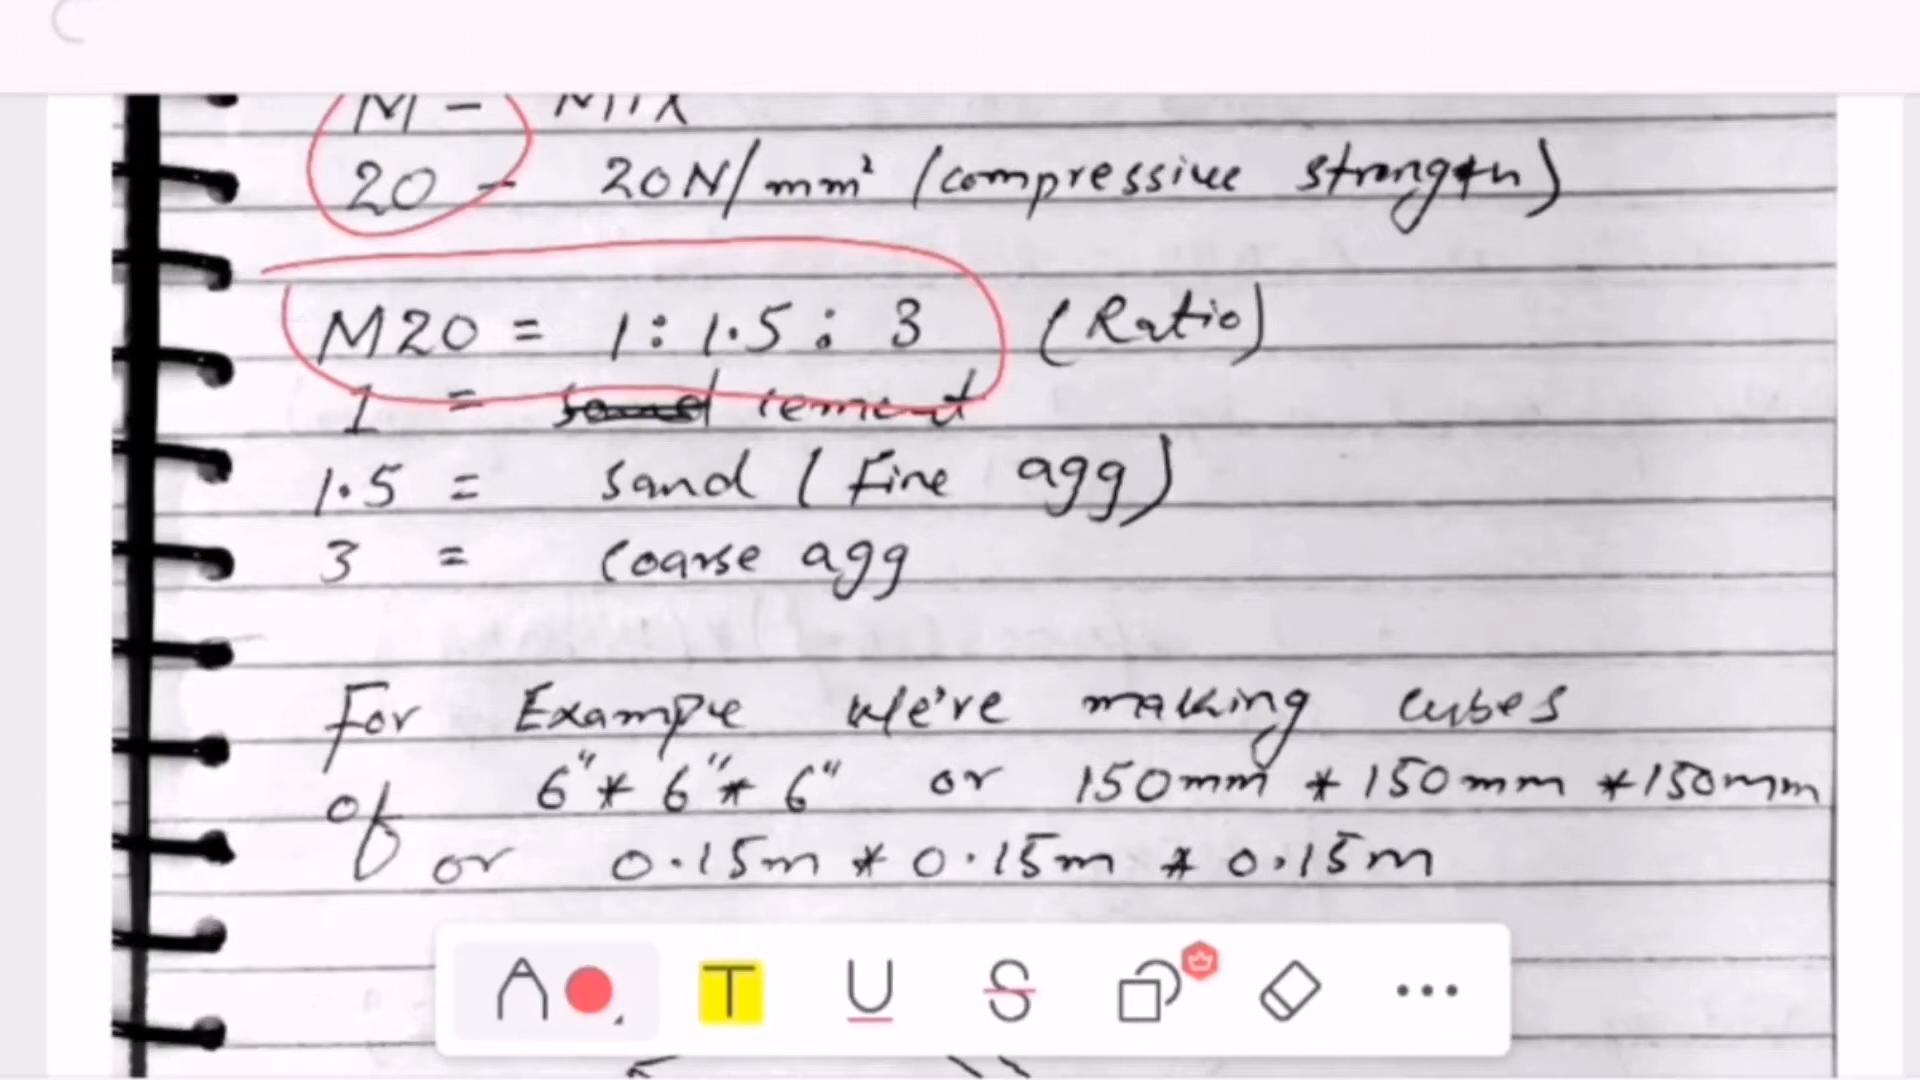 M - Mix
20 - 20N/mm² (compressive strength)
M20 = 1 : 1.5 : 3 (Ratio)
1 = sand cement
1.5 = sand (Fine agg)
3 = coarse agg
For Example We're making cubes
of 6" * 6" * 6" or 150mm * 150mm * 150mm
or 0.15m * 0.15m * 0.15m